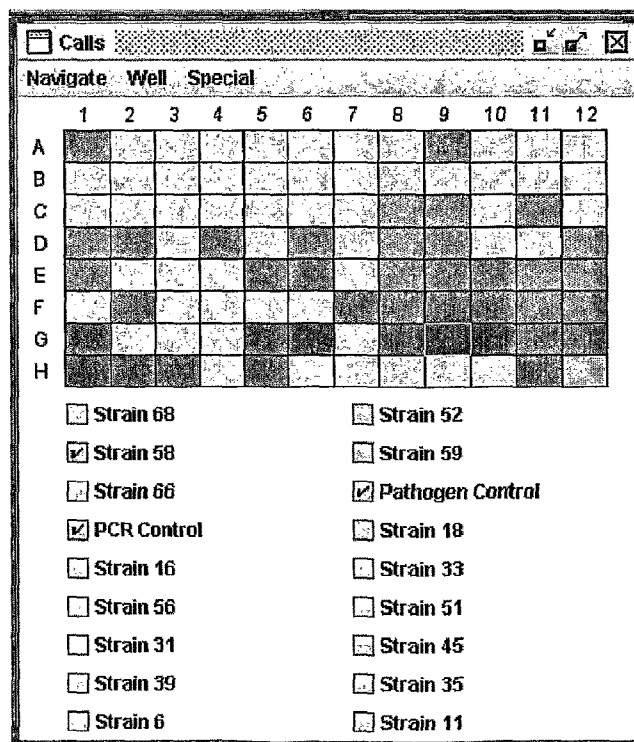 Calls
Navigate Well Special
1 2 3 4 5 6 7 8 9 10 11 12
A
B
C
D
E
F
G
H
Strain 68 Strain 52
Strain 58 Strain 59
Strain 66 Pathogen Control
PCR Control Strain 18
Strain 16 Strain 33
Strain 56 Strain 51
Strain 31 Strain 45
Strain 39 Strain 35
Strain 6 Strain 11